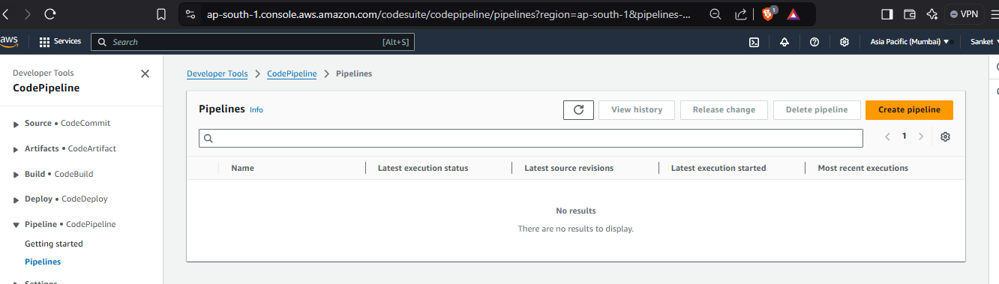 ap-south-1.console.aws.amazon.com/codesuite/codepipeline/pipelines?region=ap-south-1&pipelines-...
1
VPN
aws
Services
Search
[Alt+S]
Asia Pacific (Mumbai)
Sanket
Developer Tools
CodePipeline
Source • CodeCommit
Artifacts • CodeArtifact
Build • CodeBuild
Deploy • CodeDeploy
Pipeline • CodePipeline
Getting started
Pipelines
Settings
Developer Tools
CodePipeline
Pipelines
Pipelines Info
View history
Release change
Delete pipeline
Create pipeline
1
Name
Latest execution status
Latest source revisions
Latest execution started
Most recent executions
No results
There are no results to display.